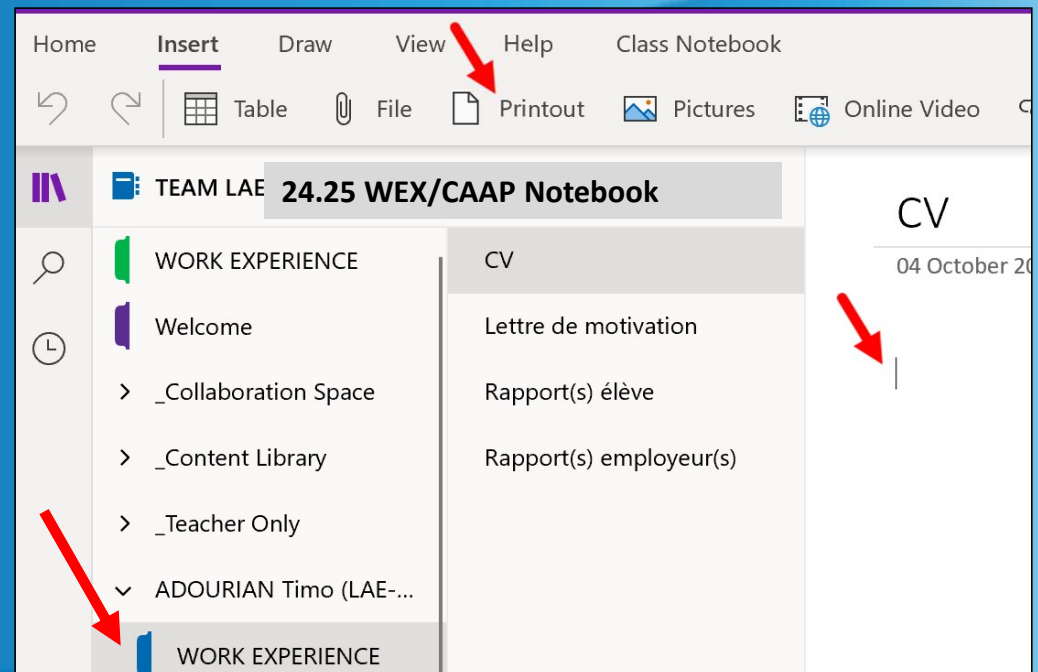 Home Insert Draw View Help Class Notebook
Table File Printout Pictures Online Video
TEAM LAE 24.25 WEX/CAAP Notebook
WORK EXPERIENCE
Welcome
_Collaboration Space
_Content Library
_Teacher Only
ADOURIAN Timo (LAE-...
WORK EXPERIENCE
CV
Lettre de motivation
Rapport(s) élève
Rapport(s) employeur(s)
CV
04 October